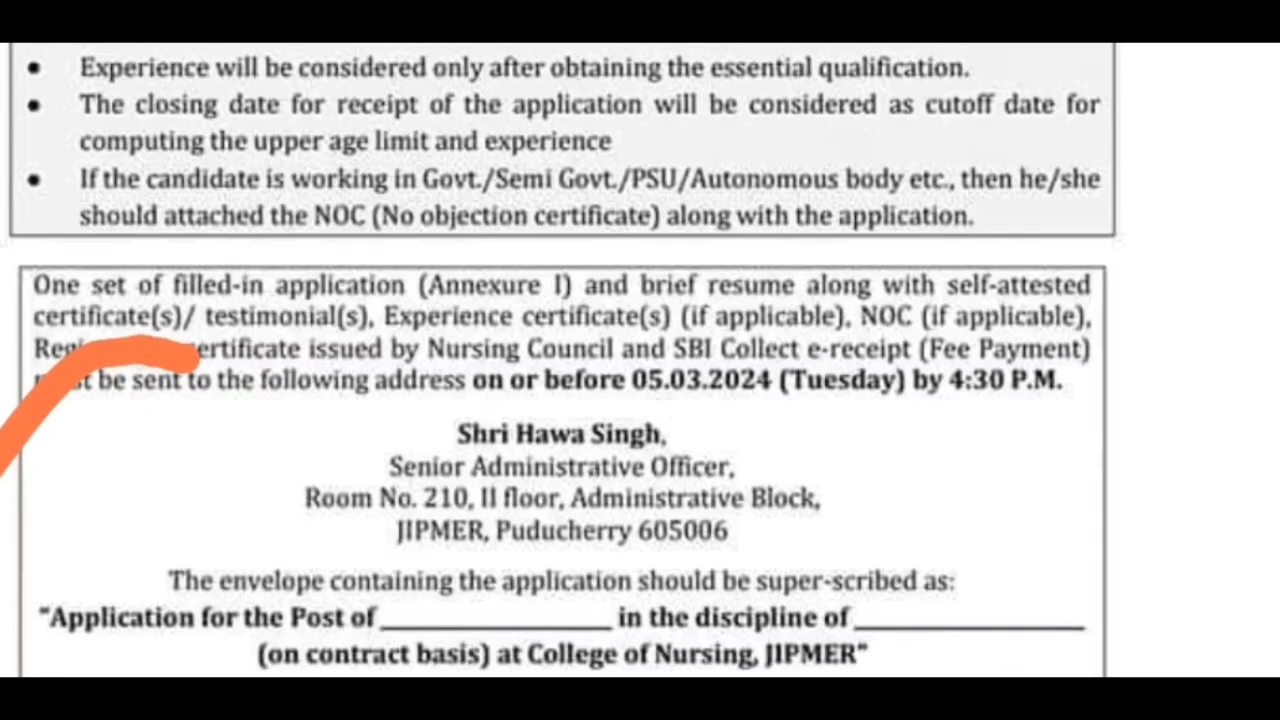 • Experience will be considered only after obtaining the essential qualification.
• The closing date for receipt of the application will be considered as cutoff date for
computing the upper age limit and experience
• If the candidate is working in Govt./Semi Govt./PSU/Autonomous body etc., then he/she
should attached the NOC (No objection certificate) along with the application.
One set of filled-in application (Annexure I) and brief resume along with self-attested
certificate(s)/ testimonial(s), Experience certificate(s) (if applicable), NOC (if applicable),
issued by Nursing Council and SBI Collect e-receipt (Fee Payment)
be sent to the following address on or before 05.03.2024 (Tuesday) by 4:30 P.M.
Shri Hawa Singh,
Senior Administrative Officer,
Room No. 210, II floor, Administrative Block,
JIPMER, Puducherry 605006
The envelope containing the application should be super-scribed as:
"Application for the Post of ____________ in the discipline of ____________
(on contract basis) at College of Nursing, JIPMER"